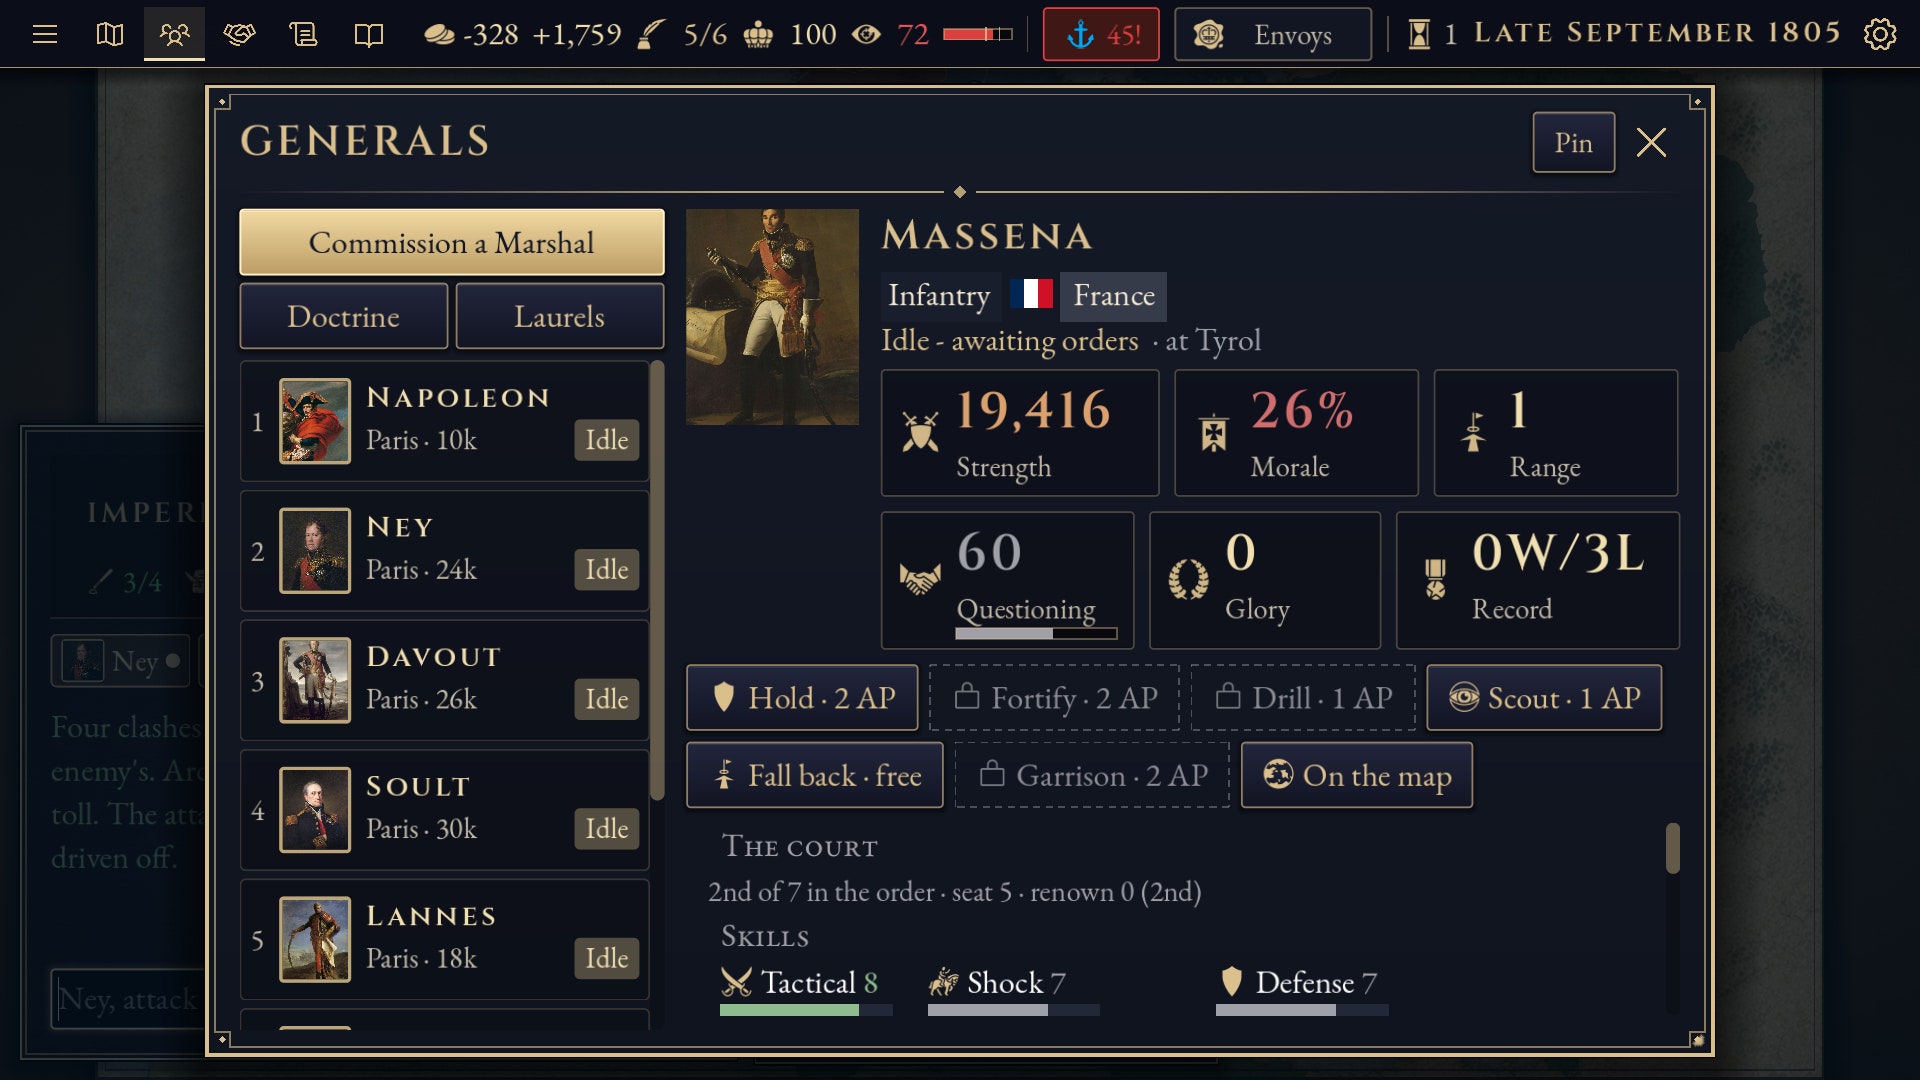 -328 +1,759 5/6 100 72 45! Envoys 1 Late September 1805
Generals
Pin
Commission a Marshal
Doctrine Laurels
1 Napoleon
Paris · 10k Idle
2 Ney
Paris · 24k Idle
3 Davout
Paris · 26k Idle
4 Soult
Paris · 30k Idle
5 Lannes
Paris · 18k Idle
Massena
Infantry France
Idle - awaiting orders · at Tyrol
19,416 Strength
26% Morale
1 Range
60 Questioning
0 Glory
0W/3L Record
Hold · 2 AP Fortify · 2 AP Drill · 1 AP Scout · 1 AP
Fall back · free Garrison · 2 AP On the map
The court
2nd of 7 in the order · seat 5 · renown 0 (2nd)
Skills
Tactical 8 Shock 7 Defense 7
3/4
Ney
Four clashes
enemy's.
toll. The
driven off.
Ney, attack